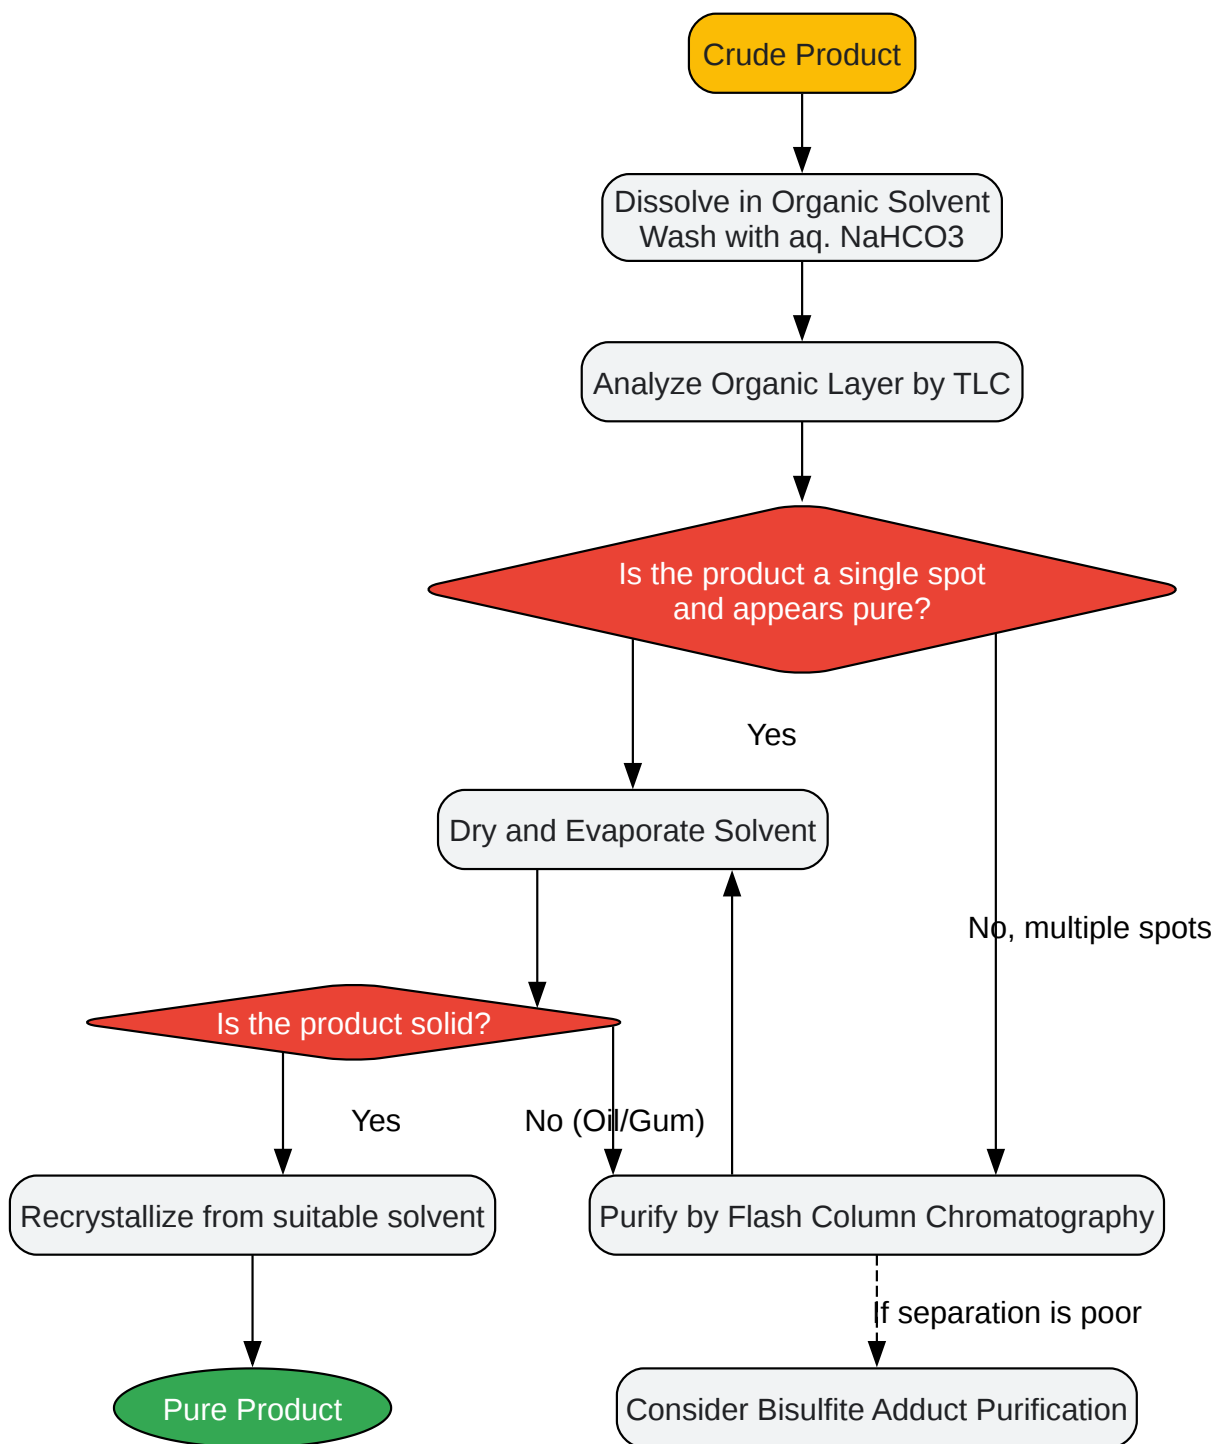 Crude Product
Dissolve in Organic Solvent
Wash with aq. NaHCO3
Analyze Organic Layer by TLC
Is the product a single spot
and appears pure?
Yes
Dry and Evaporate Solvent
No, multiple spots
Is the product solid?
Yes
No (Oil/Gum)
Recrystallize from suitable solvent
Purify by Flash Column Chromatography
If separation is poor
Pure Product
Consider Bisulfite Adduct Purification